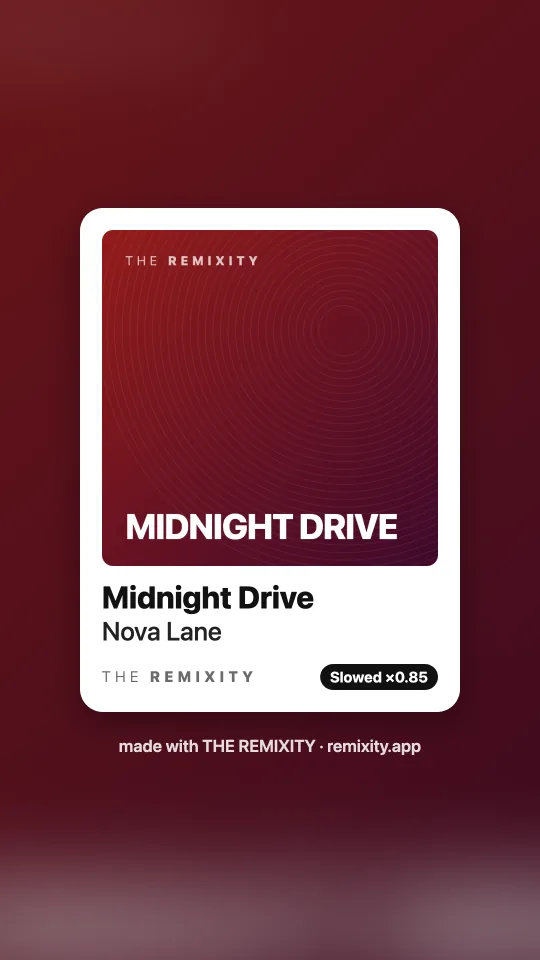 THE REMIXITY
MIDNIGHT DRIVE
Midnight Drive
Nova Lane
THE REMIXITY
Slowed ×0.85
made with THE REMIXITY · remixity.app